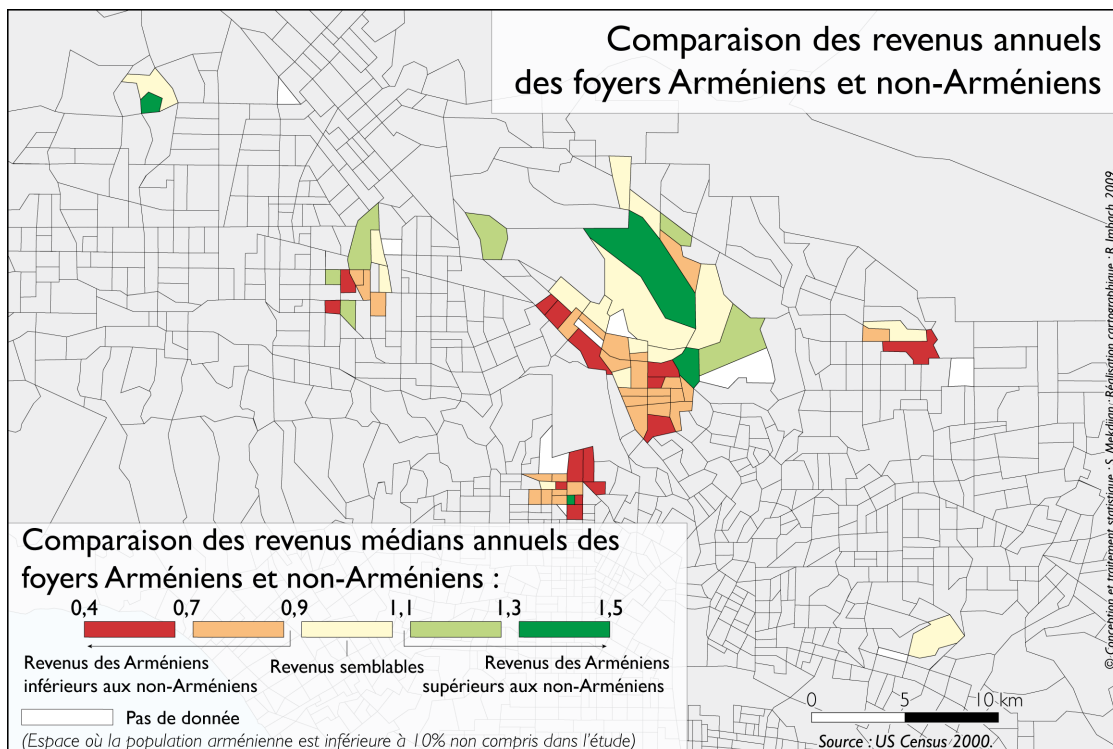 Comparaison des revenus annuels
des foyers Arméniens et non-Arméniens
Comparaison des revenus médians annuels des
foyers Arméniens et non-Arméniens :
0,4 0,7 0,9 1,1 1,3 1,5
Revenus des Arméniens
inférieurs aux non-Arméniens
Revenus semblables
Revenus des Arméniens
supérieurs aux non-Arméniens
Pas de donnée
(Espace où la population arménienne est inférieure à 10% non compris dans l'étude)
0 5 10 km
Source : US Census 2000.
© Conception et traitement statistique : S. Mekdjian ; Réalisation cartographique : R. Imbach 2009